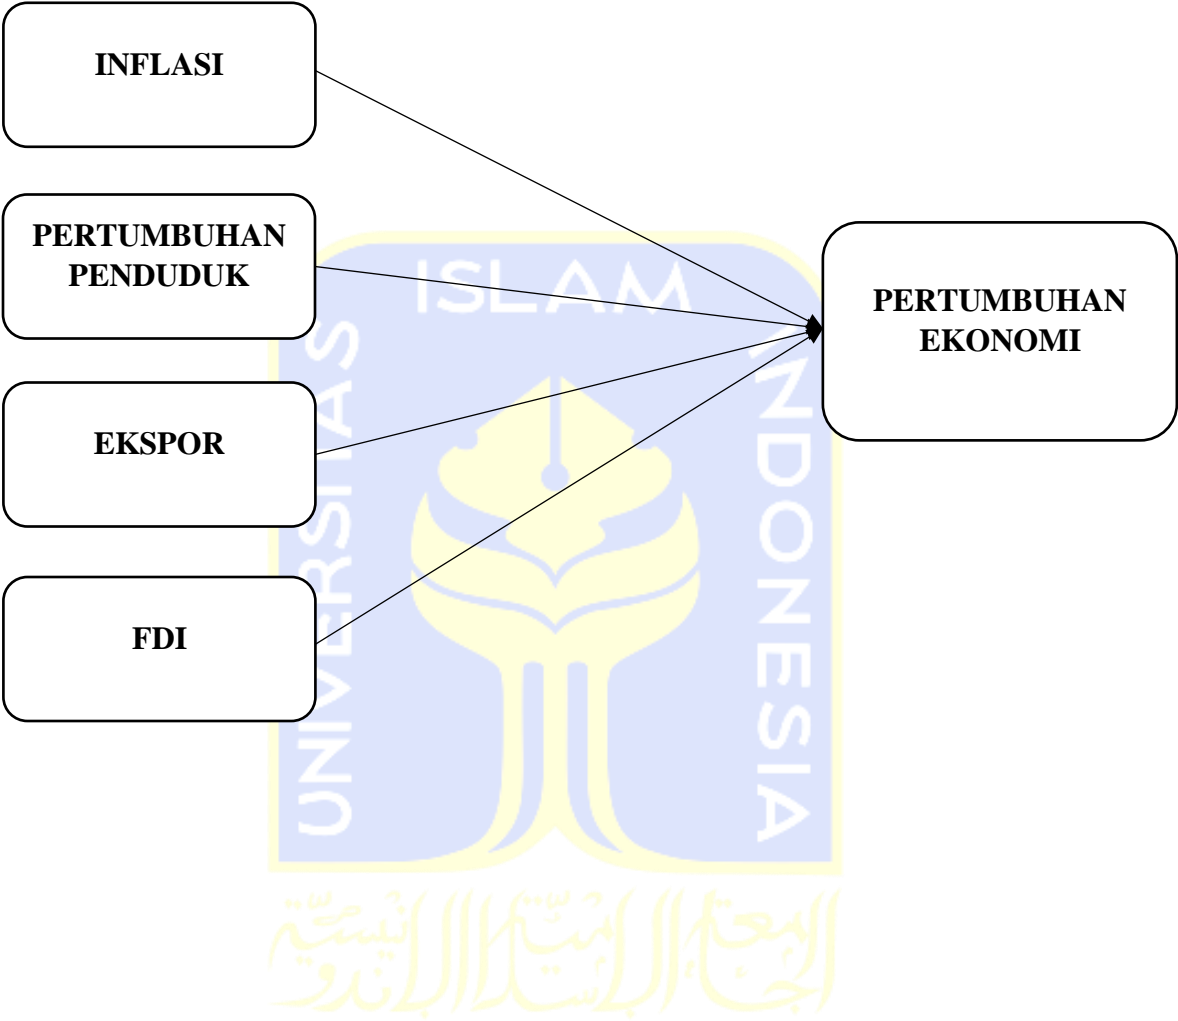 INFLASI
PERTUMBUHAN
PENDUDUK
EKSPOR
FDI
PERTUMBUHAN
EKONOMI
UNIVERSITAS
ISLAM
INDONESIA